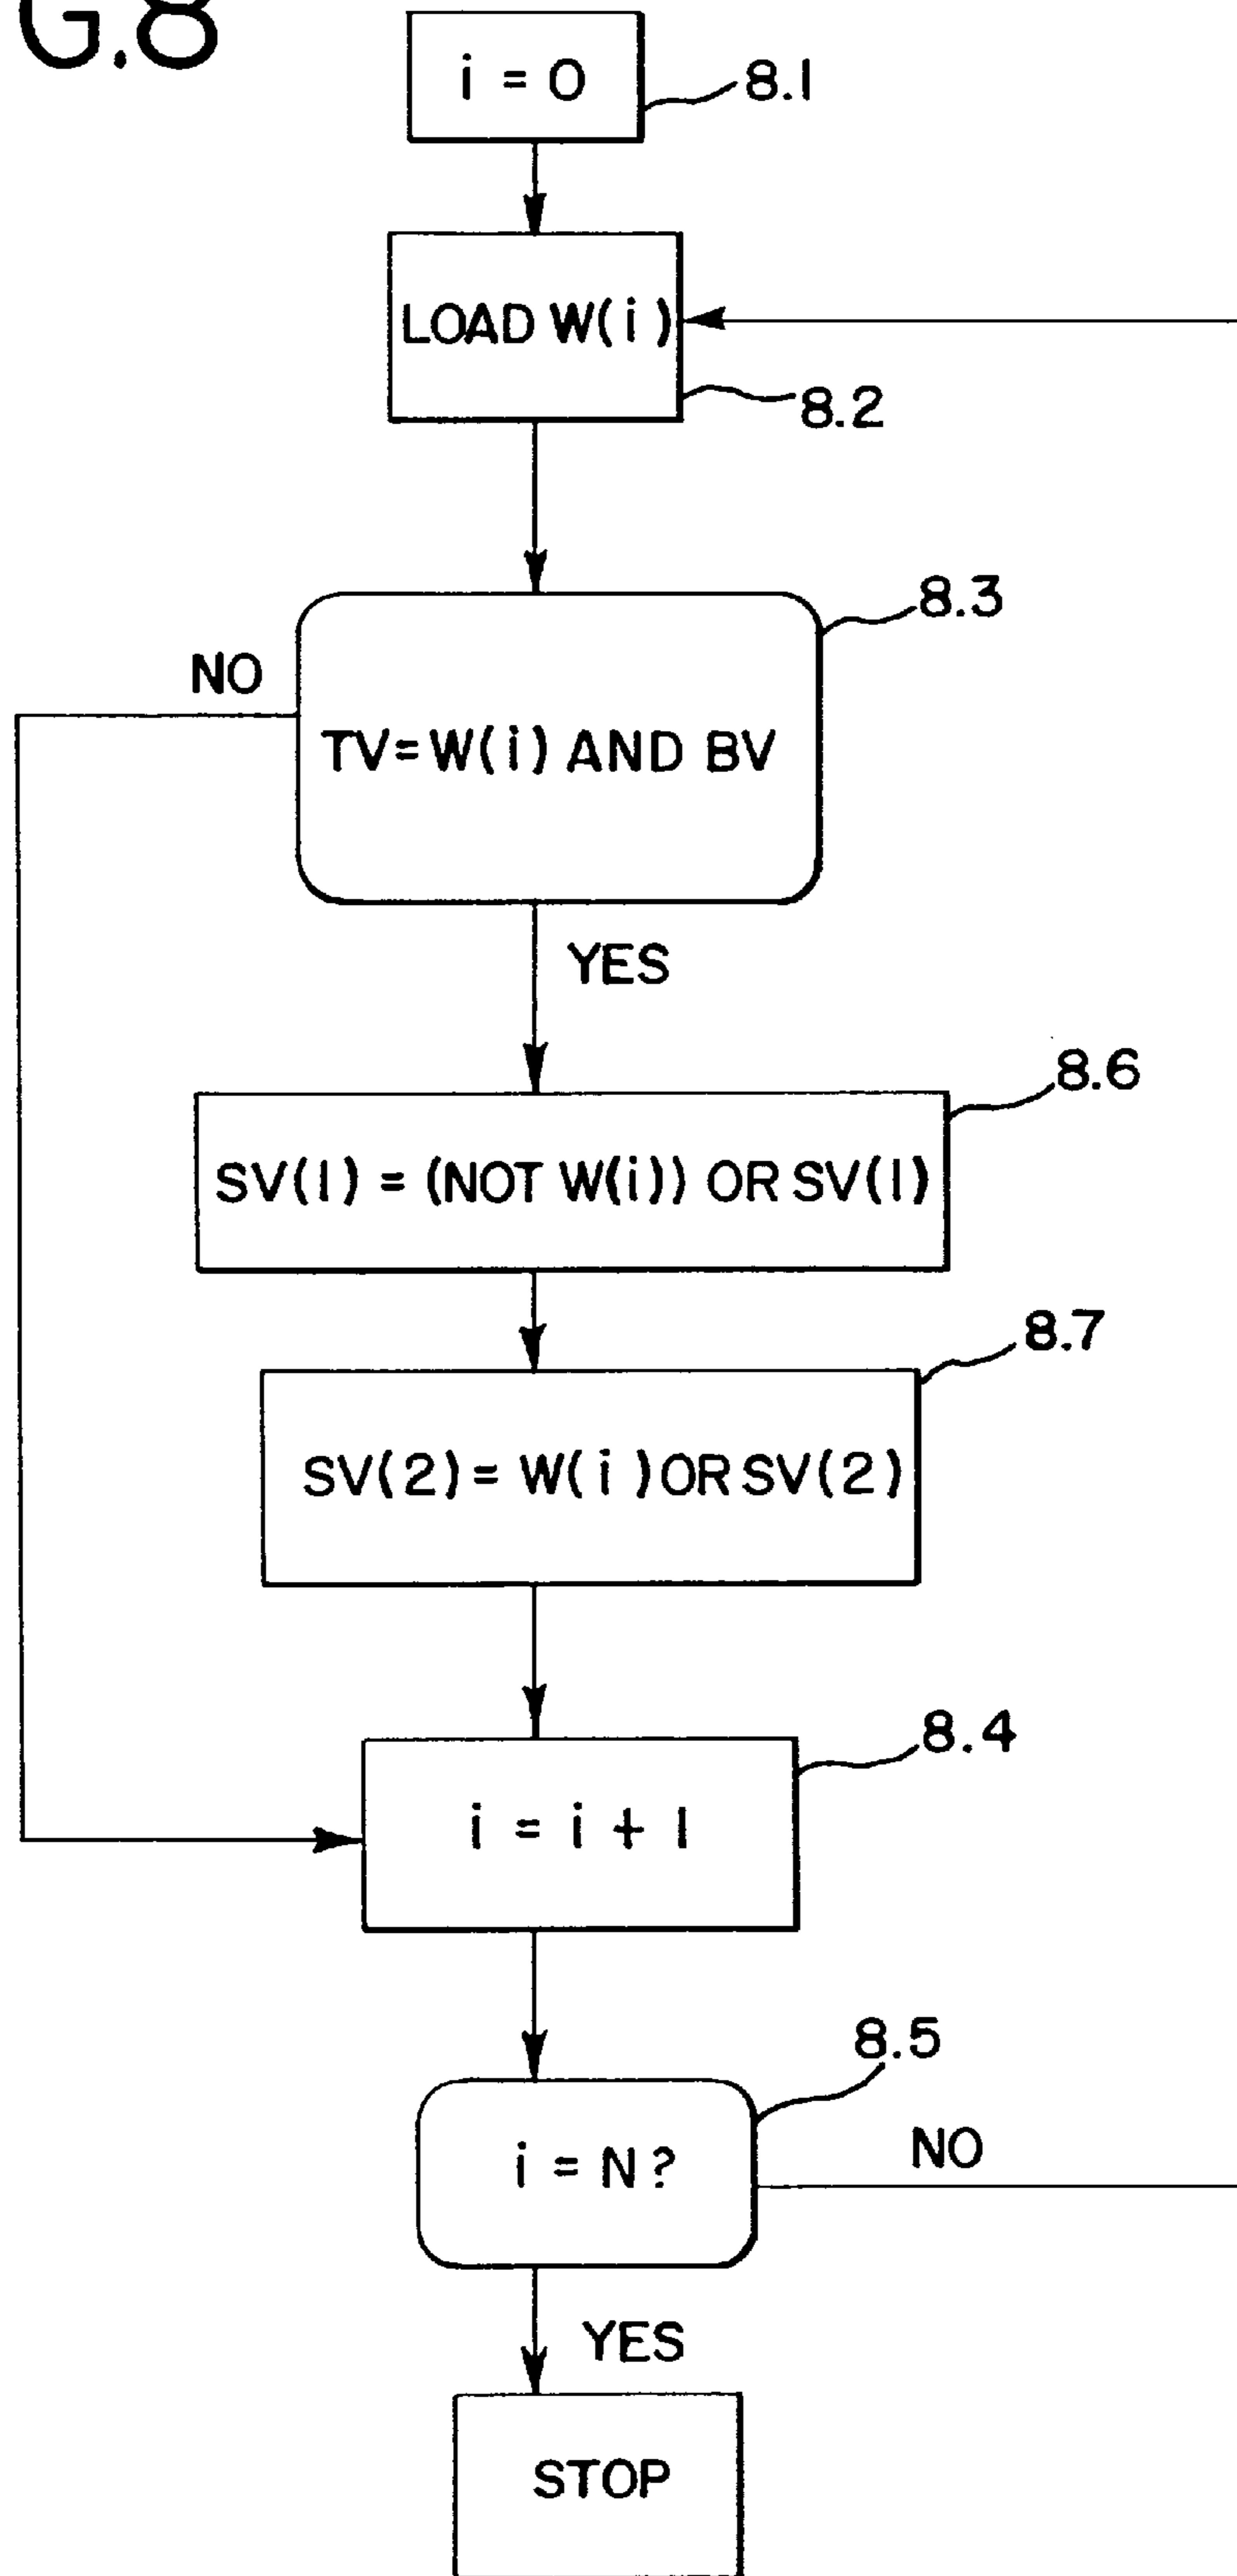 G.8
i = 0
8.1
LOAD W(i)
8.2
8.3
NO
TV=W(i) AND BV
YES
8.6
SV(1) = (NOT W(i)) OR SV(1)
8.7
SV(2)= W(i) OR SV(2)
8.4
i = i + 1
8.5
i = N?
NO
YES
STOP